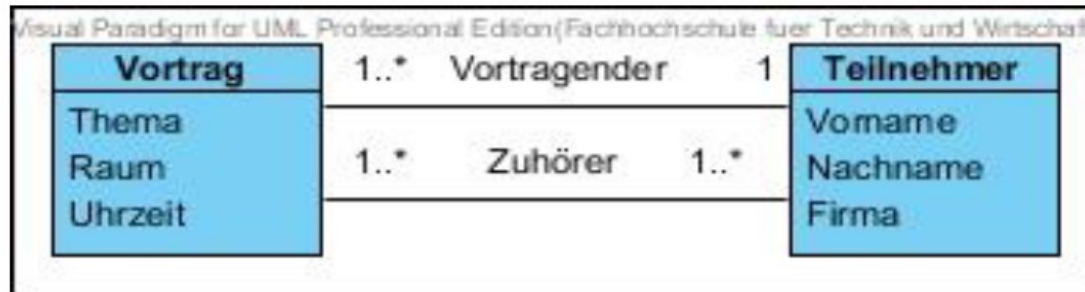 Visual Paradigm for UML Professional Edition(Fachhochschule fuer Technik und Wirtschaft
Vortrag
Thema
Raum
Uhrzeit
1..* Vortragender 1
1..* Zuhörer 1..*
Teilnehmer
Vorname
Nachname
Firma